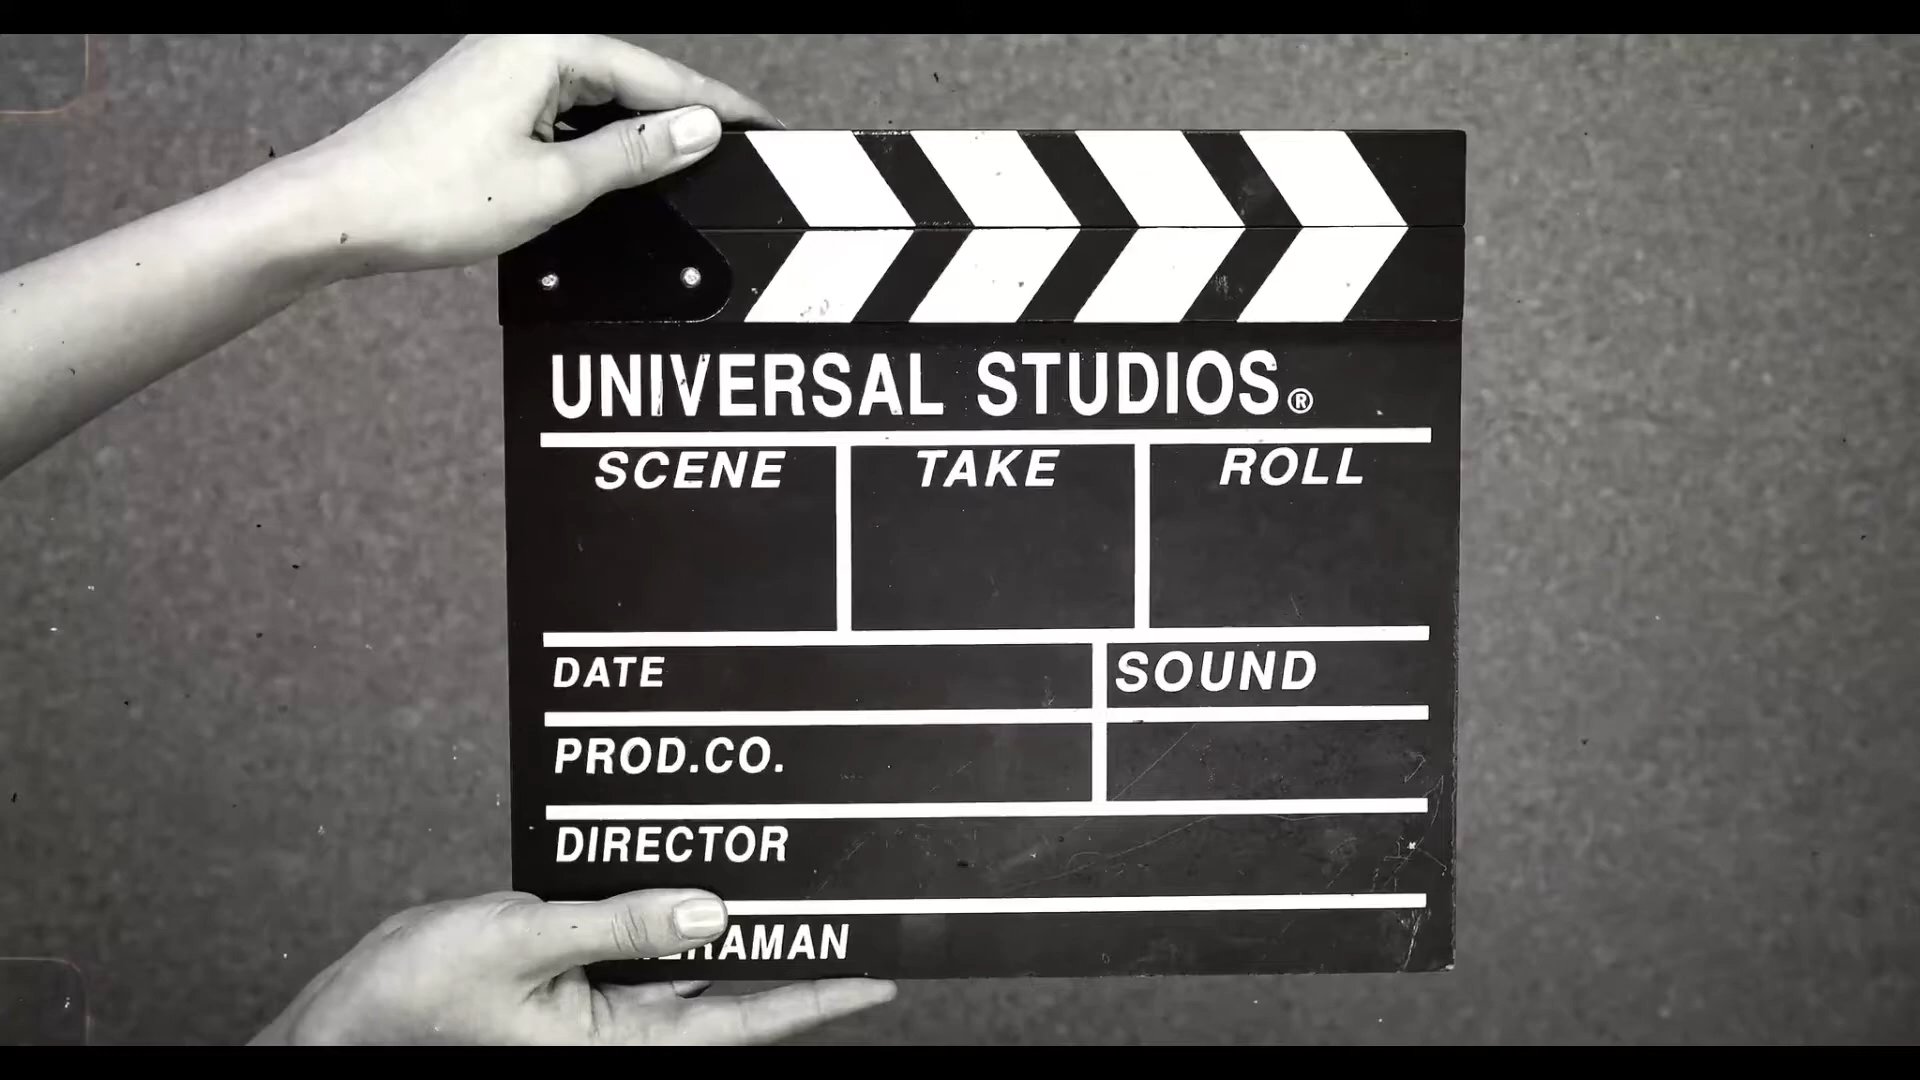 UNIVERSAL STUDIOS®
SCENE TAKE ROLL
DATE SOUND
PROD.CO.
DIRECTOR